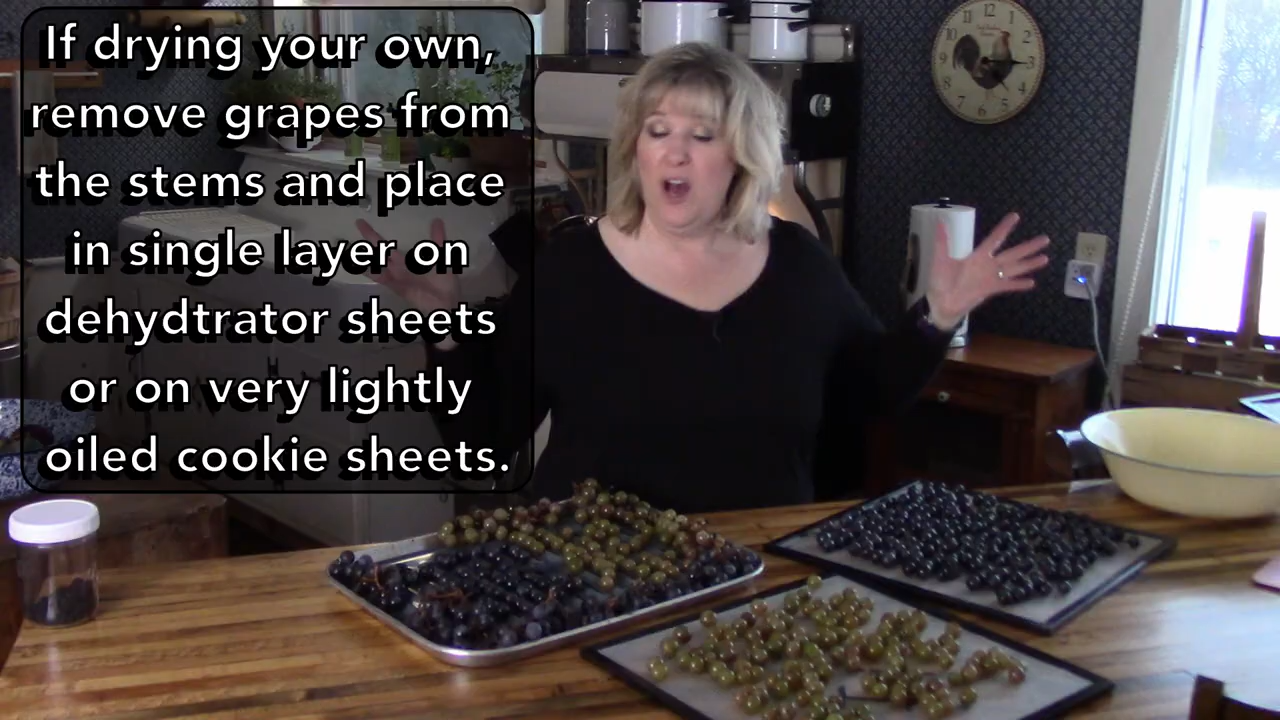 If drying your own,
remove grapes from
the stems and place
in single layer on
dehydtrator sheets
or on very lightly
oiled cookie sheets.